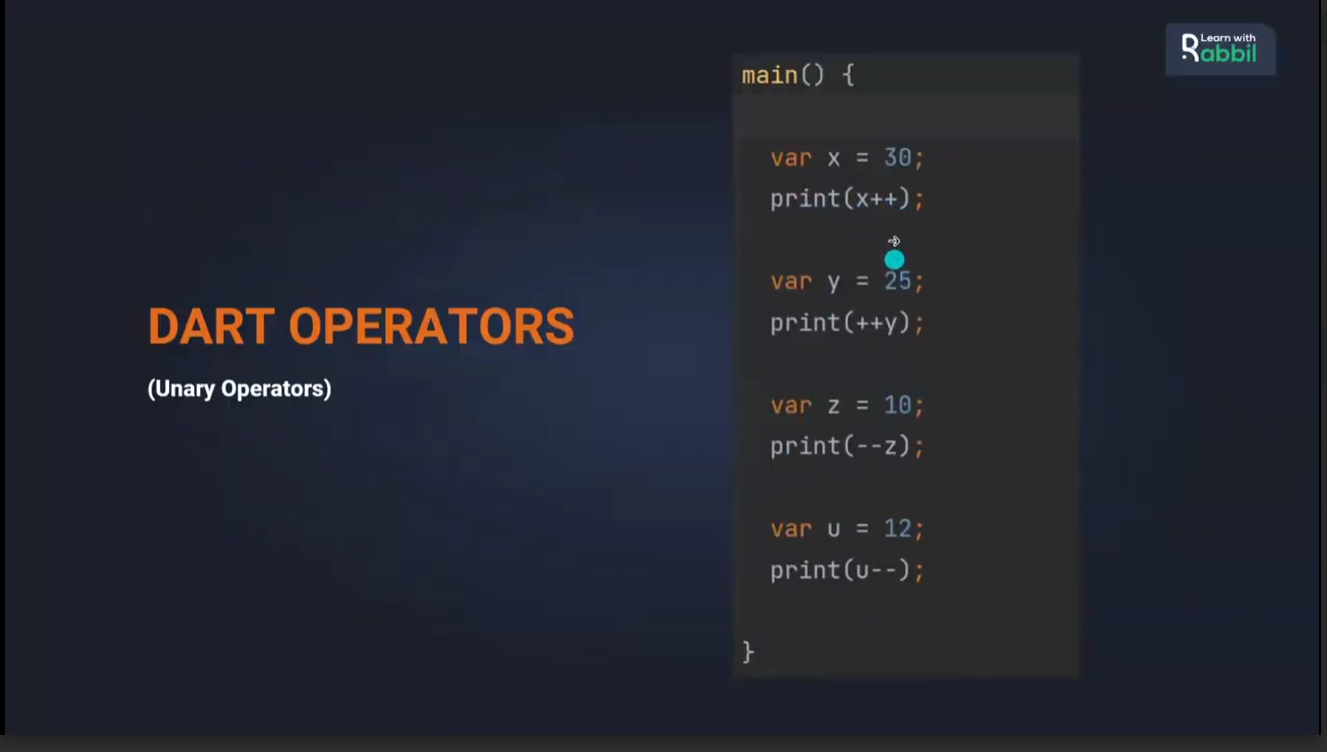 Learn with
Rabbil
DART OPERATORS
(Unary Operators)
main() {
var x = 30;
print(x++);
var y = 25;
print(++y);
var z = 10;
print(--z);
var u = 12;
print(u--);
}